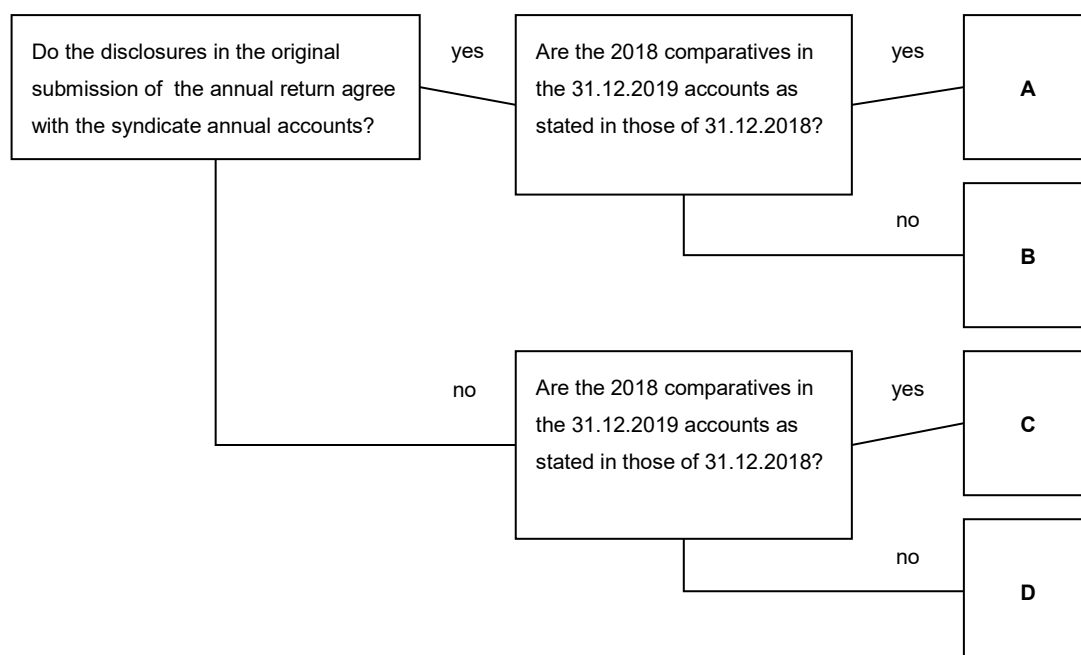 Do the disclosures in the original
submission of the annual return agree
with the syndicate annual accounts?
yes
Are the 2018 comparatives in
the 31.12.2019 accounts as
stated in those of 31.12.2018?
yes
A
no
B
no
Are the 2018 comparatives in
the 31.12.2019 accounts as
stated in those of 31.12.2018?
yes
C
no
D